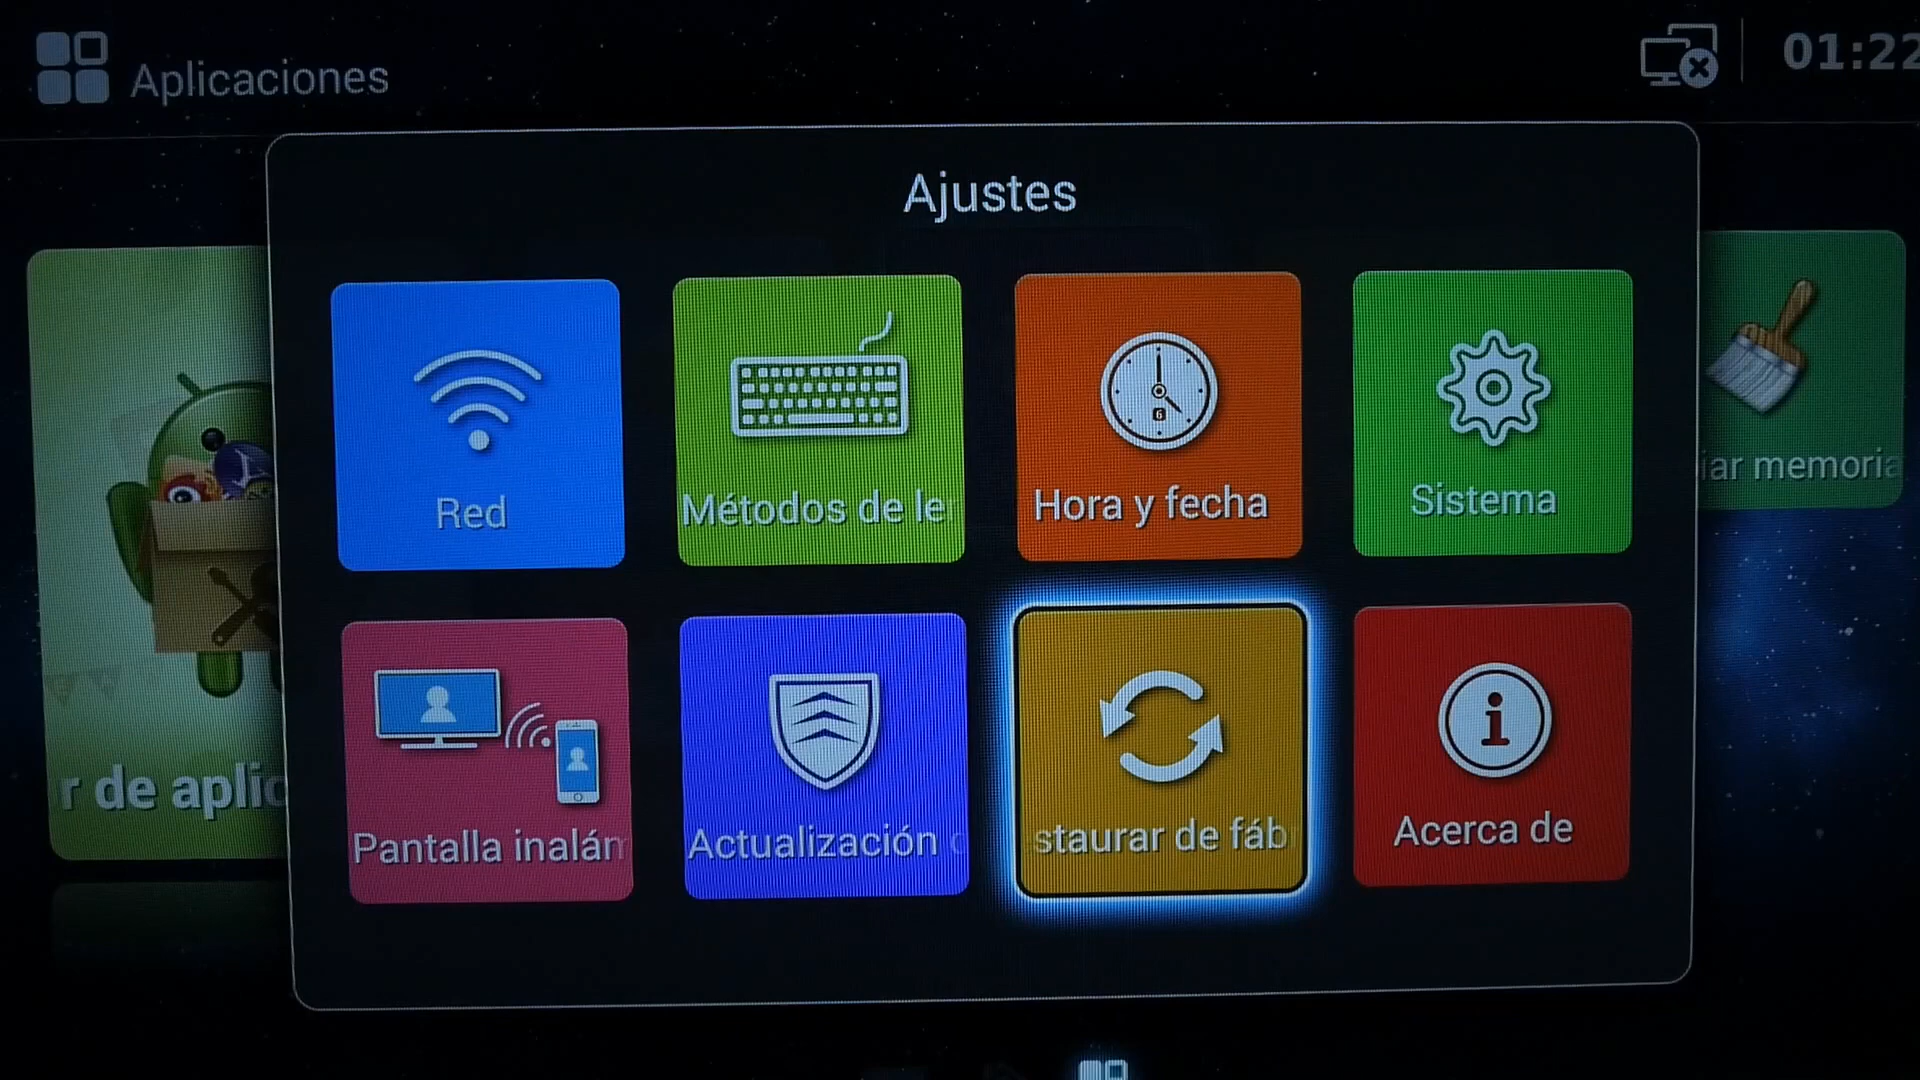 Aplicaciones
01:22
Ajustes
Red
Métodos de le
Hora y fecha
Sistema
iar memoria
r de aplic
Pantalla inalám
Actualización
staurar de fáb
Acerca de